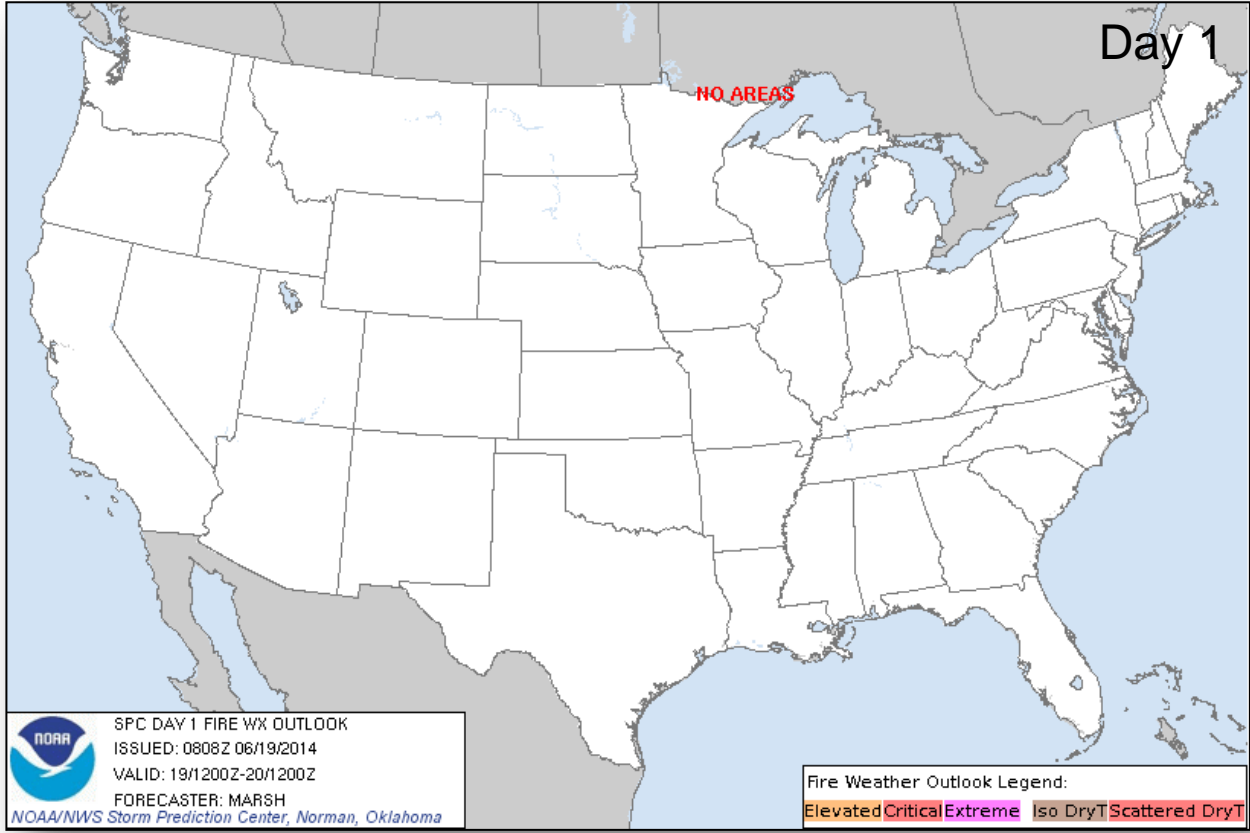 Day 1
NO AREAS
NOAA
SPC DAY 1 FIRE WX OUTLOOK
ISSUED: 0808Z 06/19/2014
VALID: 19/1200Z-20/1200Z
FORECASTER: MARSH
NOAA/NWS Storm Prediction Center, Norman, Oklahoma
Fire Weather Outlook Legend:
Elevated Critical Extreme Iso DryT Scattered DryT